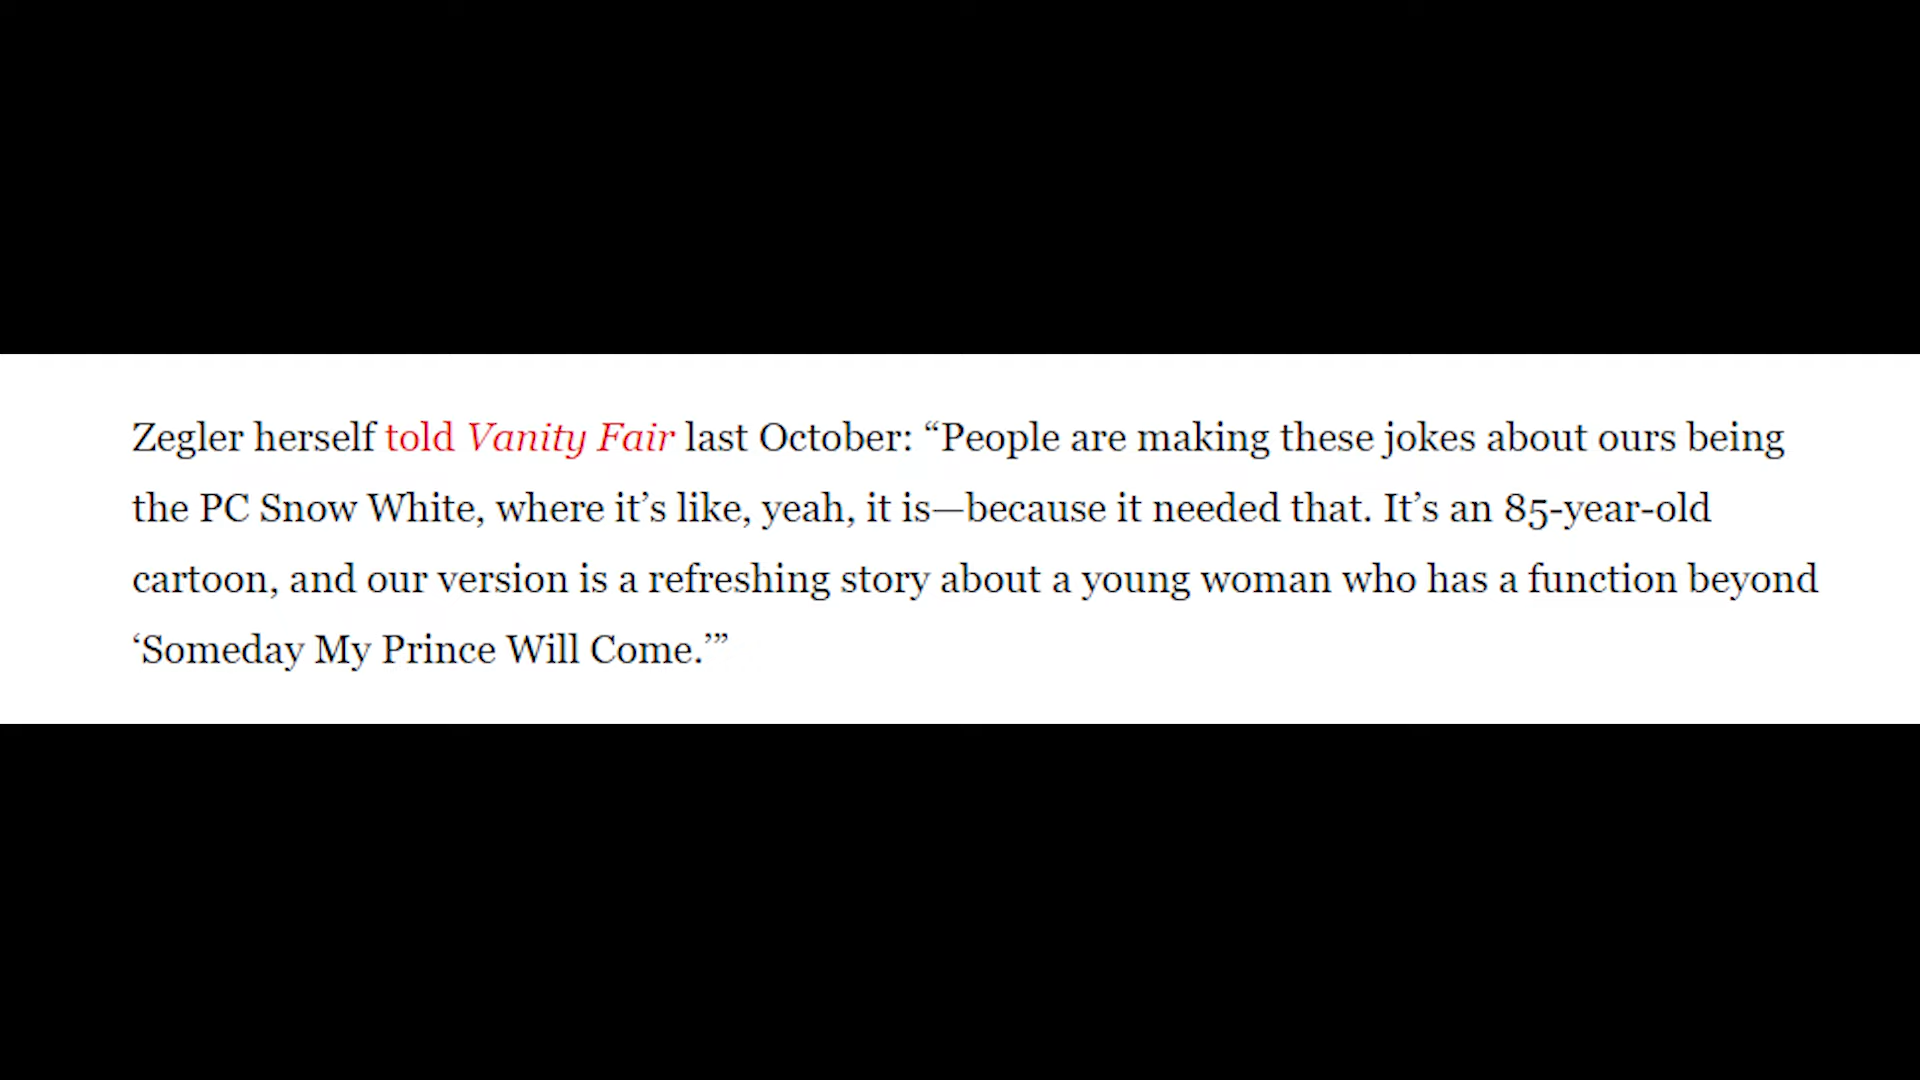 Zegler herself told Vanity Fair last October: “People are making these jokes about ours being
the PC Snow White, where it’s like, yeah, it is—because it needed that. It’s an 85-year-old
cartoon, and our version is a refreshing story about a young woman who has a function beyond
‘Someday My Prince Will Come.’”